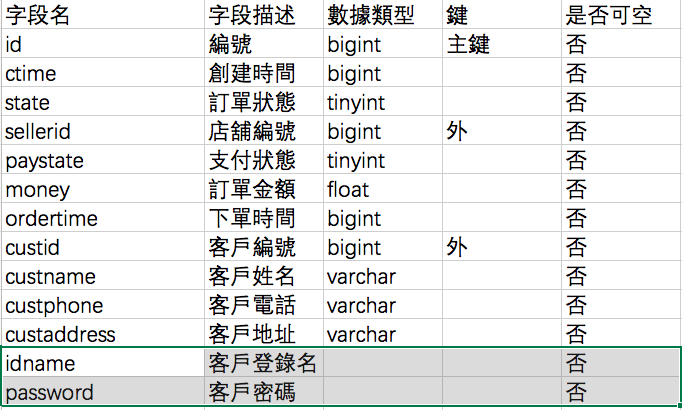 字段名 字段描述 數據類型 鍵 是否可空
id 編號 bigint 主鍵 否
ctime 創建時間 bigint 否
state 訂單狀態 tinyint 否
sellerid 店舖編號 bigint 外 否
paystate 支付狀態 tinyint 否
money 訂單金額 float 否
ordertime 下單時間 bigint 否
custid 客戶編號 bigint 外 否
custname 客戶姓名 varchar 否
custphone 客戶電話 varchar 否
custaddress 客戶地址 varchar 否
idname 客戶登錄名 否
password 客戶密碼 否